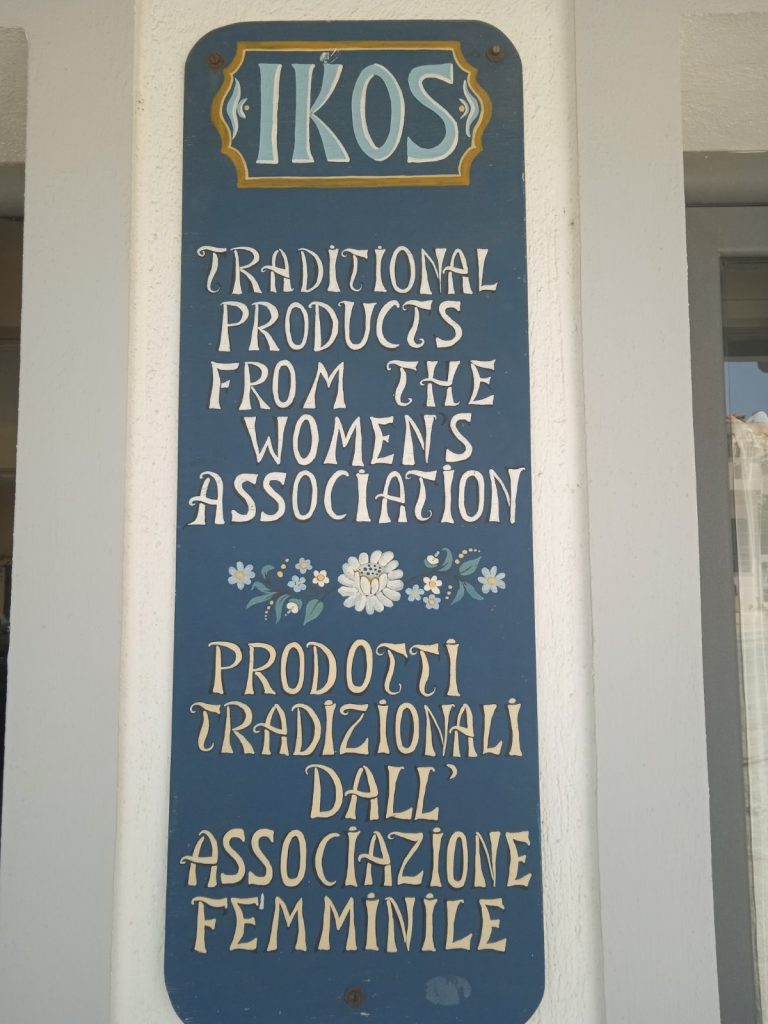 IKOS
TRADITIONAL
PRODUCTS
FROM THE
WOMEN'S
ASSOCIATION
PRODOTTI
TRADIZIONALI
DALL'
ASSOCIAZIONE
FEMMINILE